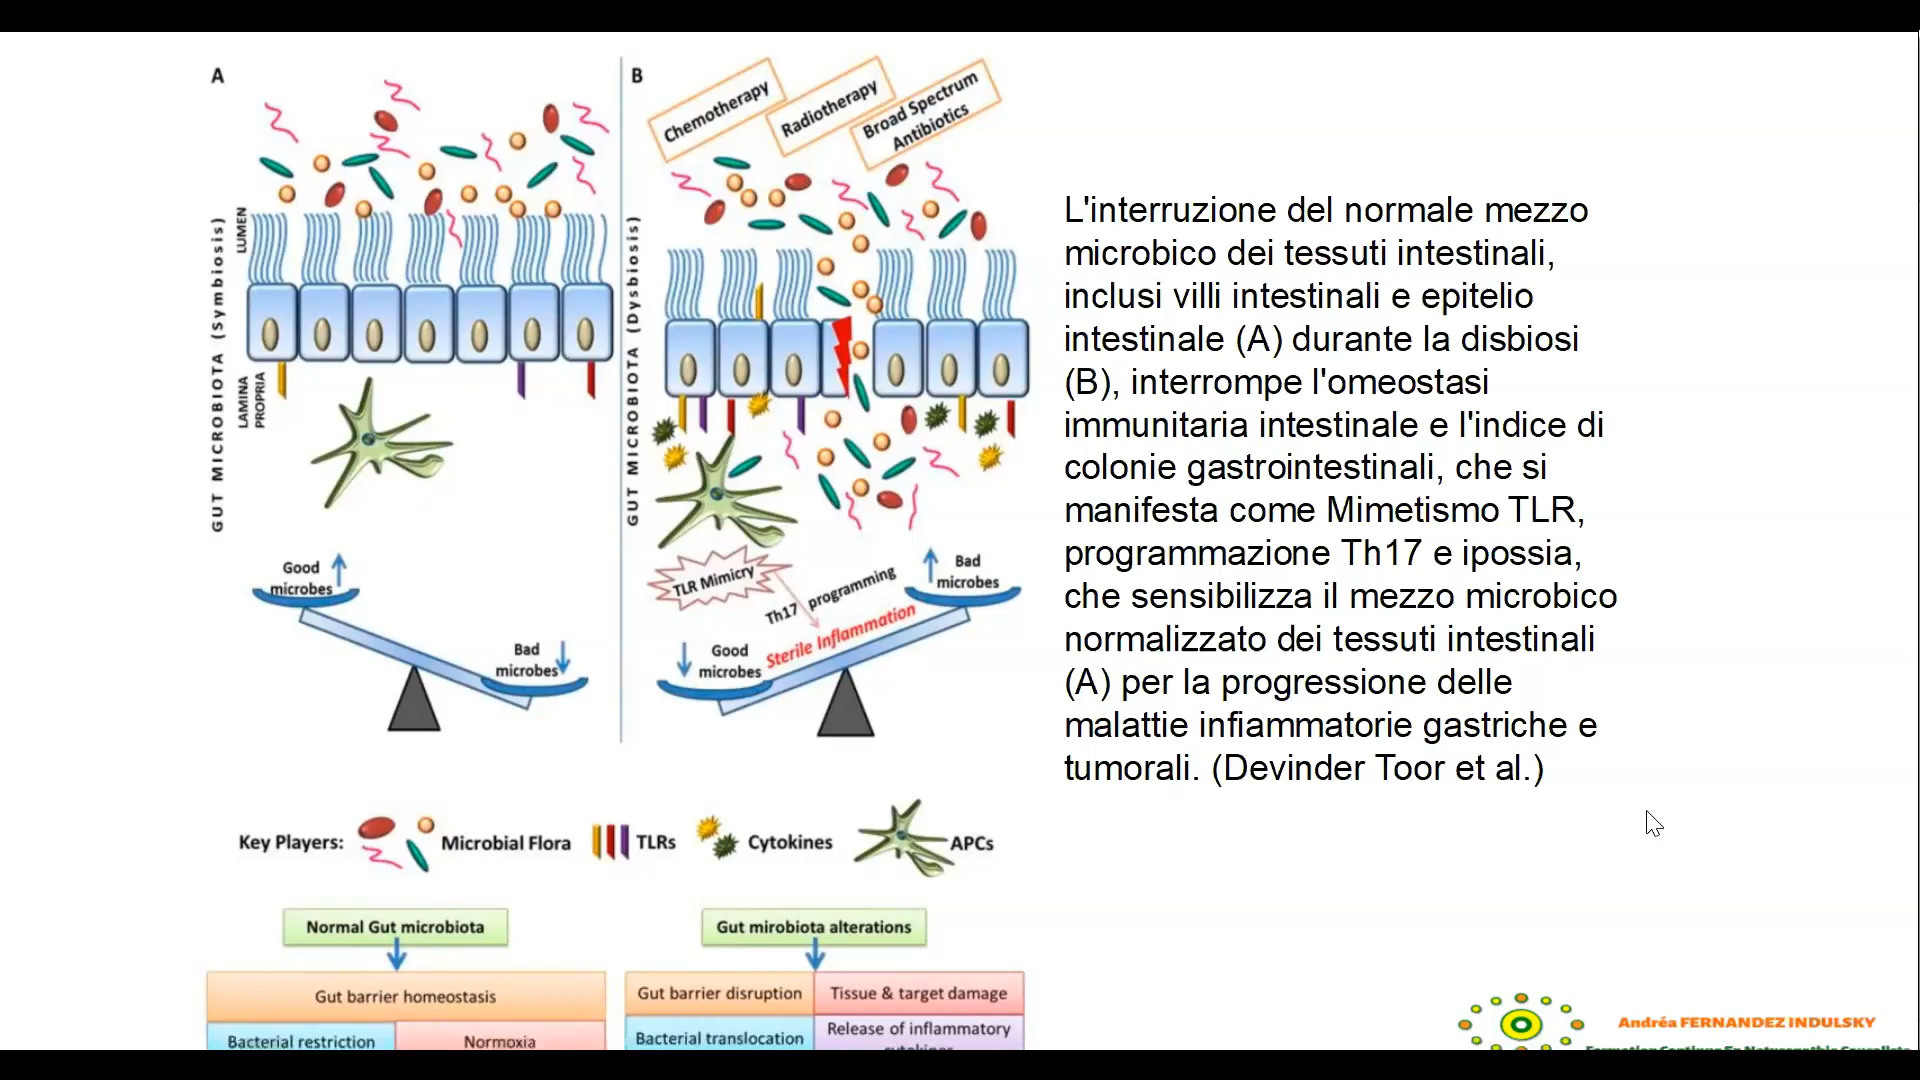 A
GUT MICROBIOTA (Symbiosis)
LUMEN
LAMINA
PROPRIA
Good
microbes
Bad
microbes
B
Chemotherapy
Radiotherapy
Broad Spectrum
Antibiotics
GUT MICROBIOTA (Dysbiosis)
TLR Mimicry
Th17 programming
Sterile Inflammation
Bad
microbes
Good
microbes
Key Players:
Microbial Flora
TLRs
Cytokines
APCs
Normal Gut microbiota
Gut barrier homeostasis
Bacterial restriction
Normoxia
Gut mirobiota alterations
Gut barrier disruption
Tissue & target damage
Bacterial translocation
Release of inflammatory
L'interruzione del normale mezzo
microbico dei tessuti intestinali,
inclusi villi intestinali e epitelio
intestinale (A) durante la disbiosi
(B), interrompe l'omeostasi
immunitaria intestinale e l'indice di
colonie gastrointestinali, che si
manifesta come Mimetismo TLR,
programmazione Th17 e ipossia,
che sensibilizza il mezzo microbico
normalizzato dei tessuti intestinali
(A) per la progressione delle
malattie infiammatorie gastriche e
tumorali. (Devinder Toor et al.)
Andréa FERNANDEZ INDULSKY